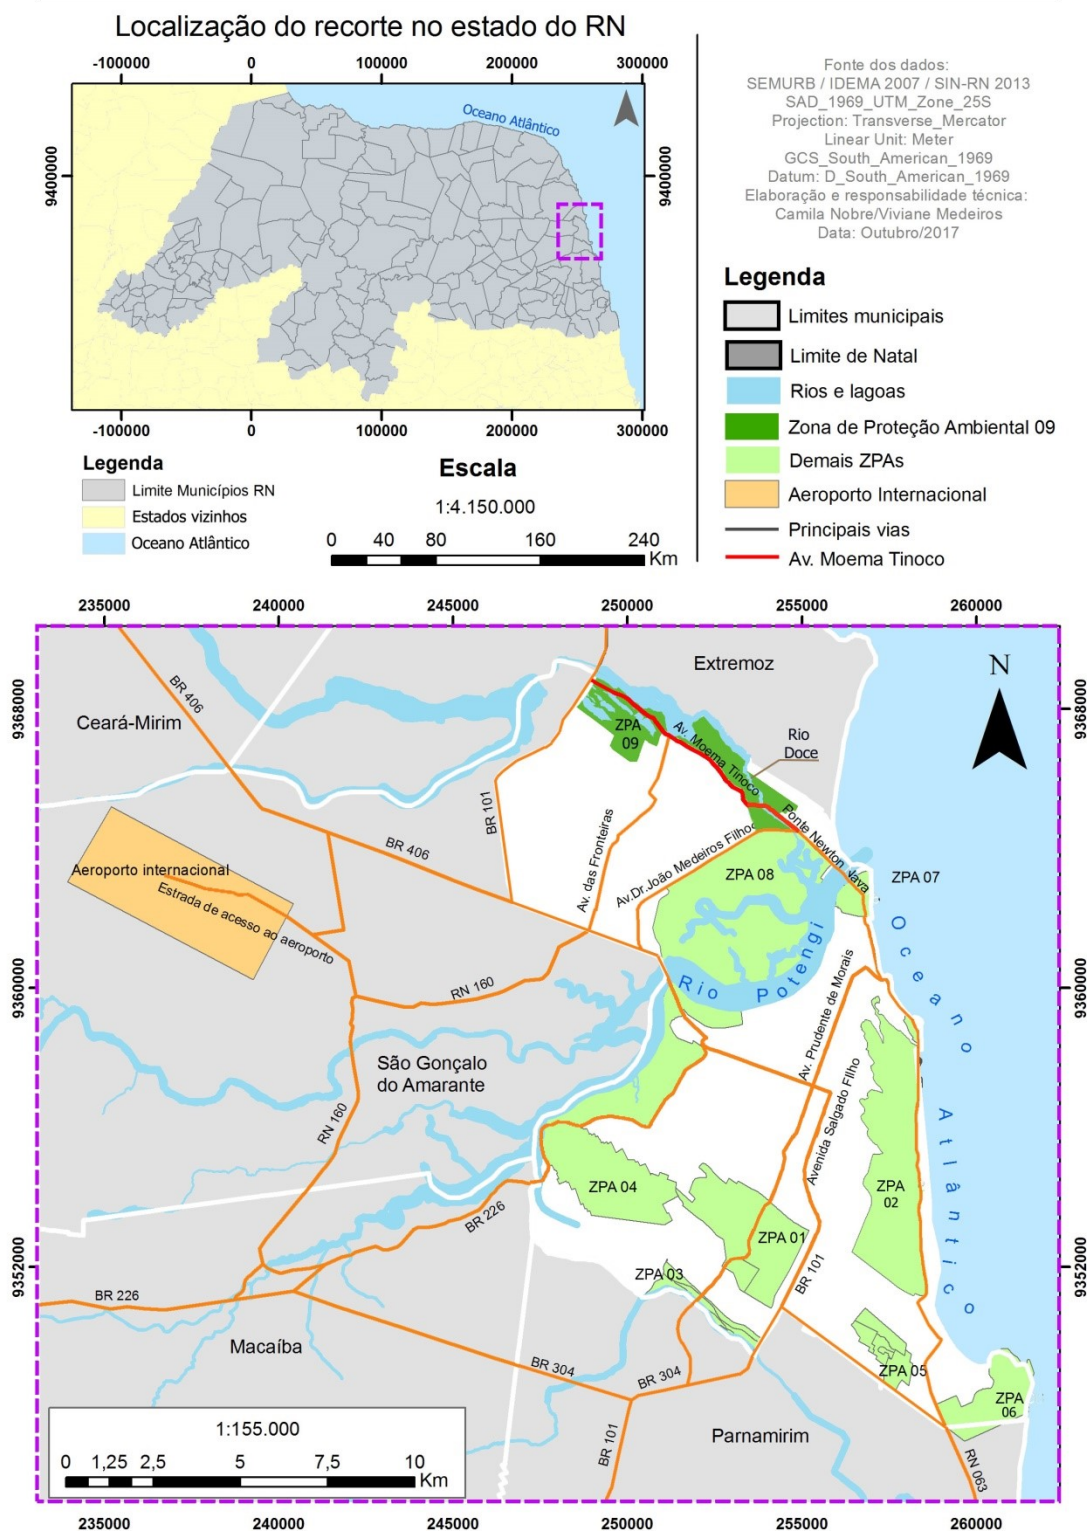 Localização do recorte no estado do RN
-100000
0
100000
200000
300000
Oceano Atlântico
9400000
9400000
-100000
0
100000
200000
300000
Legenda
Limite Municípios RN
Estados vizinhos
Oceano Atlântico
Escala
1:4.150.000
0
40
80
160
240
Km
Fonte dos dados:
SEMURB / IDEMA 2007 / SIN-RN 2013
SAD_1969_UTM_Zone_25S
Projection: Transverse_Mercator
Linear Unit: Meter
GCS_South_American_1969
Datum: D_South_American_1969
Elaboração e responsabilidade técnica:
Camila Nobre/Viviane Medeiros
Data: Outubro/2017
Legenda
Limites municipais
Limite de Natal
Rios e lagoas
Zona de Proteção Ambiental 09
Demais ZPAs
Aeroporto Internacional
Principais vias
Av. Moema Tinoco
235000
240000
245000
250000
255000
260000
9368000
9368000
9360000
9360000
9352000
9352000
Extremoz
N
BR 406
Ceará-Mirim
ZPA
09
Av. Moema Tinoco
Rio
Doce
BR 101
BR 406
Av. das Fronteiras
Av.Dr.João Medeiros Filho
Ponte Newton Nava
ZPA 08
ZPA 07
Aeroporto internacional
Estrada de acesso ao aeroporto
Rio Potengi
Oceano Atlântico
RN 160
Av. Prudente de Morais
São Gonçalo
do Amarante
RN 160
Avenida Salgado Filho
ZPA 04
ZPA
02
BR 226
ZPA 01
ZPA 03
BR 101
BR 226
Macaíba
BR 304
BR 304
ZPA 05
ZPA
06
BR 101
Parnamirim
RN 063
1:155.000
0
1,25
2,5
5
7,5
10
Km
235000
240000
245000
250000
255000
260000